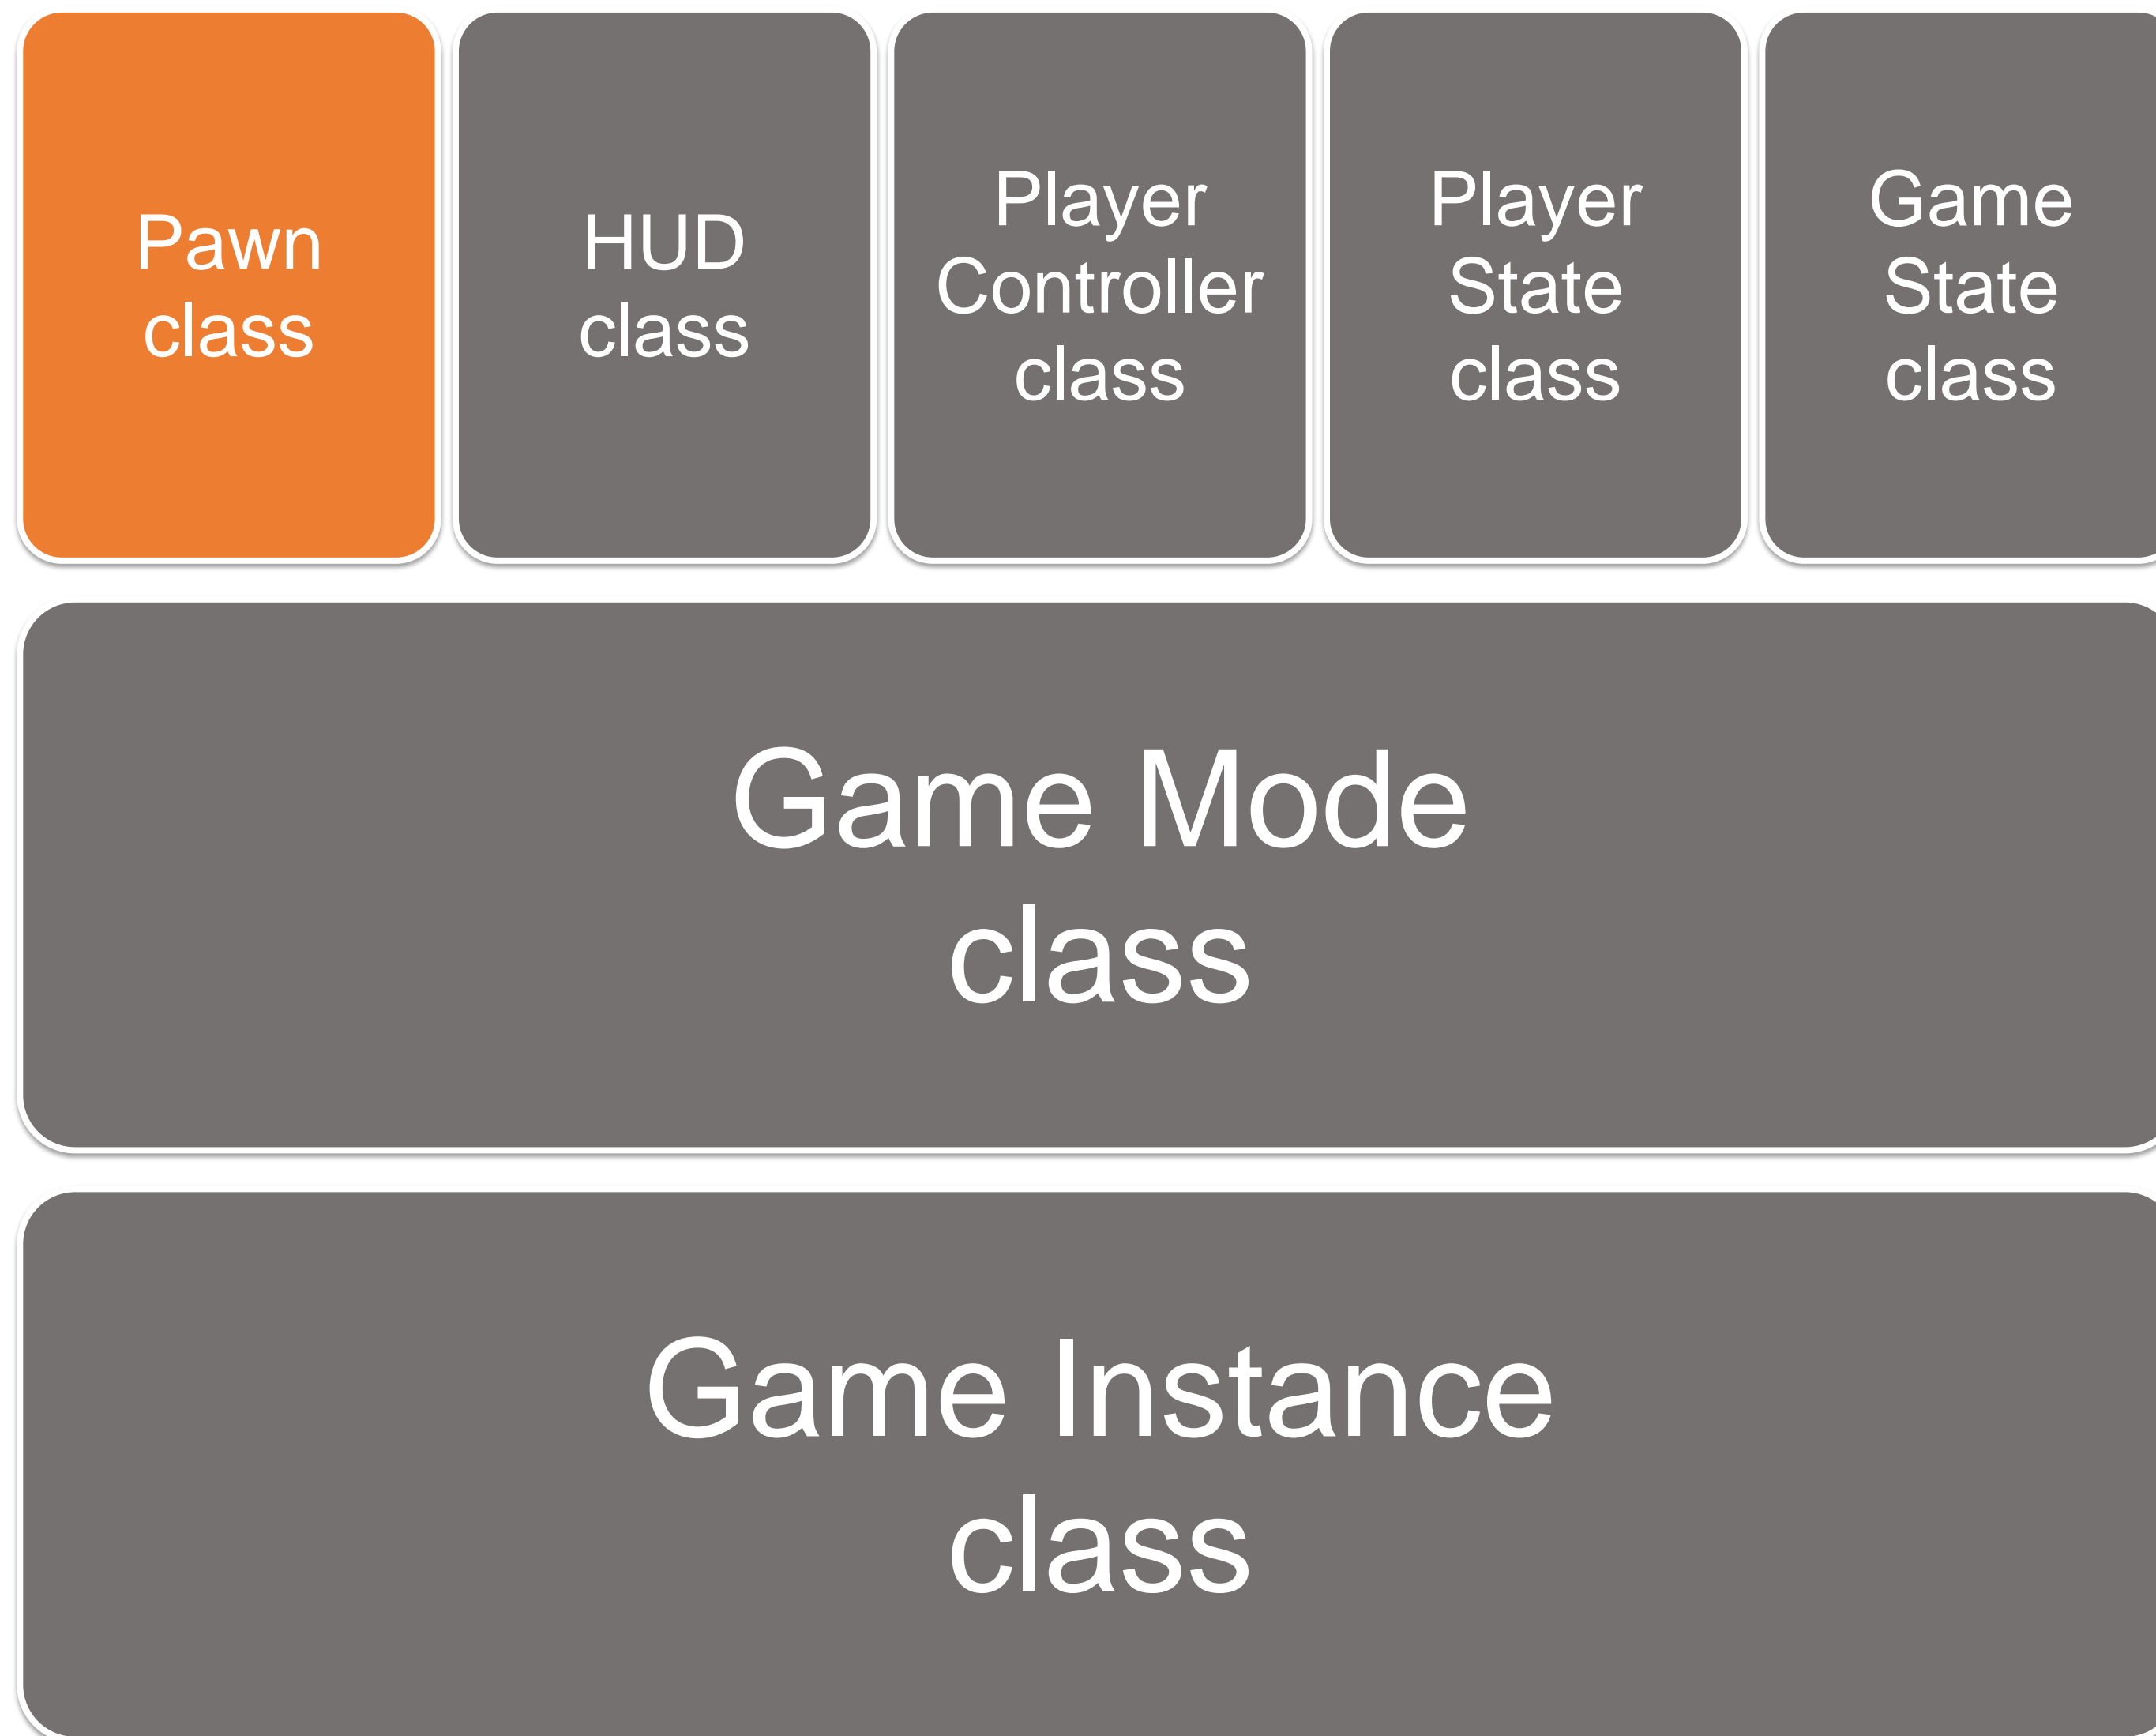 Pawn
class
HUD
class
Player
Controller
class
Player
State
class
Game
State
class
Game Mode
class
Game Instance
class